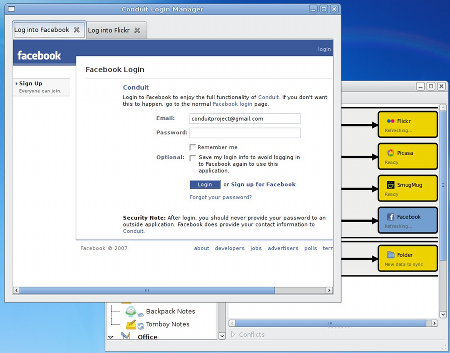 Conduit Login Manager
Log into Facebook
Log into Flickr
facebook
login
Sign Up
Everyone can join.
Facebook Login
Conduit
Login to Facebook to enjoy the full functionality of Conduit. If you don't want
this to happen, go to the normal Facebook login page.
Email: conduitproject@gmail.com
Password:
Remember me
Optional: Save my login info to avoid logging in
to Facebook again to use this
application.
Login or Sign up for Facebook
Forgot your password?
Security Note: After login, you should never provide your password to an
outside application. Facebook does provide your contact information to
Conduit.
Facebook © 2007 about developers jobs advertisers polls terr
Flickr
Refreshing...
Picasa
Ready
SmugMug
Ready
Facebook
Refreshing...
Folder
New data to sync
Backpack Notes
Tomboy Notes
Office
Conflicts